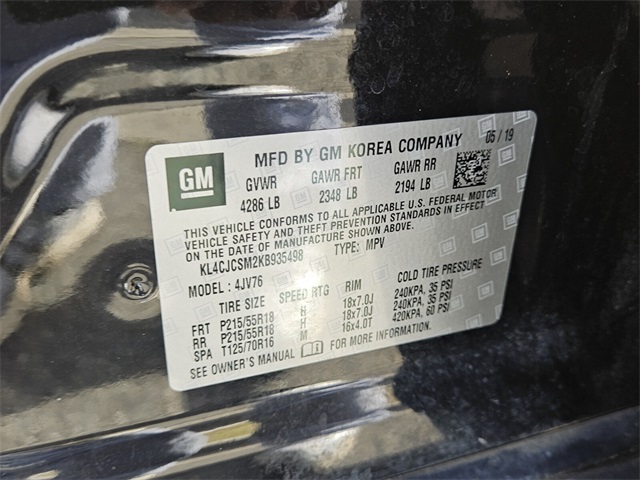 MFD BY GM KOREA COMPANY 05 / 19
GM
GVWR GAWR FRT GAWR RR
4286 LB 2348 LB 2194 LB
THIS VEHICLE CONFORMS TO ALL APPLICABLE U.S. FEDERAL MOTOR
VEHICLE SAFETY AND THEFT PREVENTION STANDARDS IN EFFECT
ON THE DATE OF MANUFACTURE SHOWN ABOVE.
KL4CJCSM2KB935498 TYPE: MPV
MODEL : 4JV76
TIRE SIZE SPEED RTG RIM COLD TIRE PRESSURE
FRT P215/55R18 H 18x7.0J 240KPA, 35 PSI
RR P215/55R18 H 18x7.0J 240KPA, 35 PSI
SPA T125/70R16 M 16x4.0T 420KPA, 60 PSI
SEE OWNER'S MANUAL FOR MORE INFORMATION.